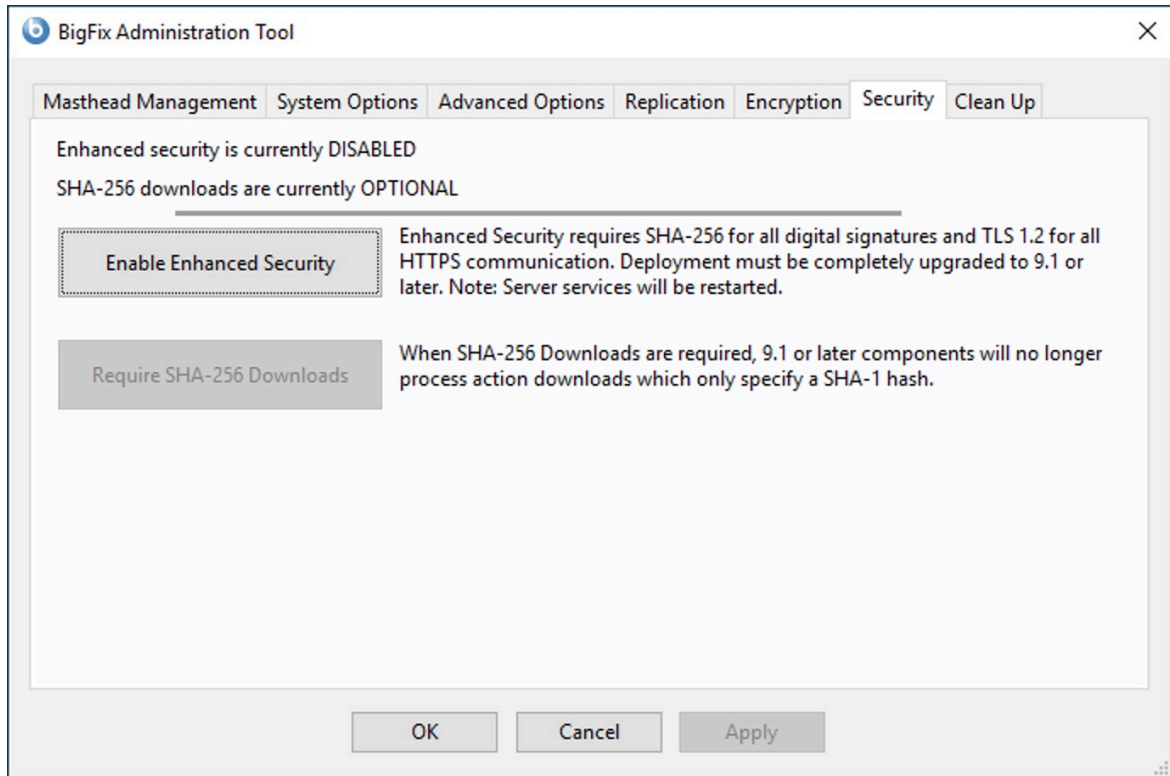 BigFix Administration Tool
Masthead Management System Options Advanced Options Replication Encryption Security Clean Up
Enhanced security is currently DISABLED
SHA-256 downloads are currently OPTIONAL
Enable Enhanced Security
Enhanced Security requires SHA-256 for all digital signatures and TLS 1.2 for all
HTTPS communication. Deployment must be completely upgraded to 9.1 or
later. Note: Server services will be restarted.
Require SHA-256 Downloads
When SHA-256 Downloads are required, 9.1 or later components will no longer
process action downloads which only specify a SHA-1 hash.
OK Cancel Apply